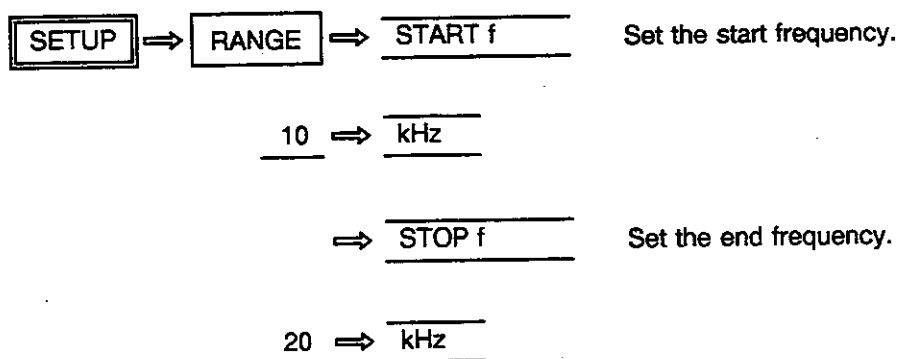 SETUP ⇒ RANGE ⇒ START f Set the start frequency.
10 ⇒ kHz
⇒ STOP f Set the end frequency.
20 ⇒ kHz